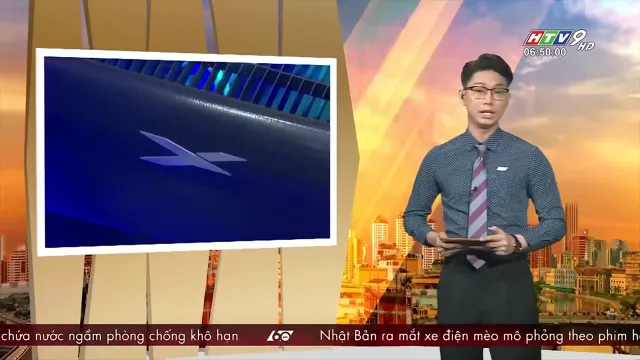 HTV9 HD
06:50:00
chứa nước ngầm phòng chống khô hạn 60 Nhật Bản ra mắt xe điện mèo mô phỏng theo phim h